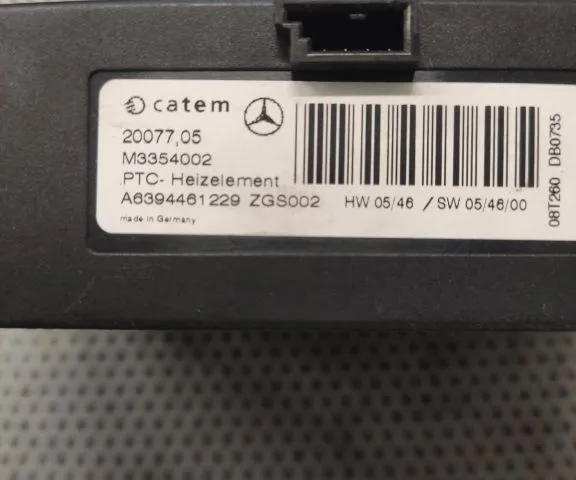 catem
20077,05
M3354002
PTC- Heizelement
A6394461229 ZGS002 HW 05/46 / SW 05/46/00
made in Germany
08T260 DB0735